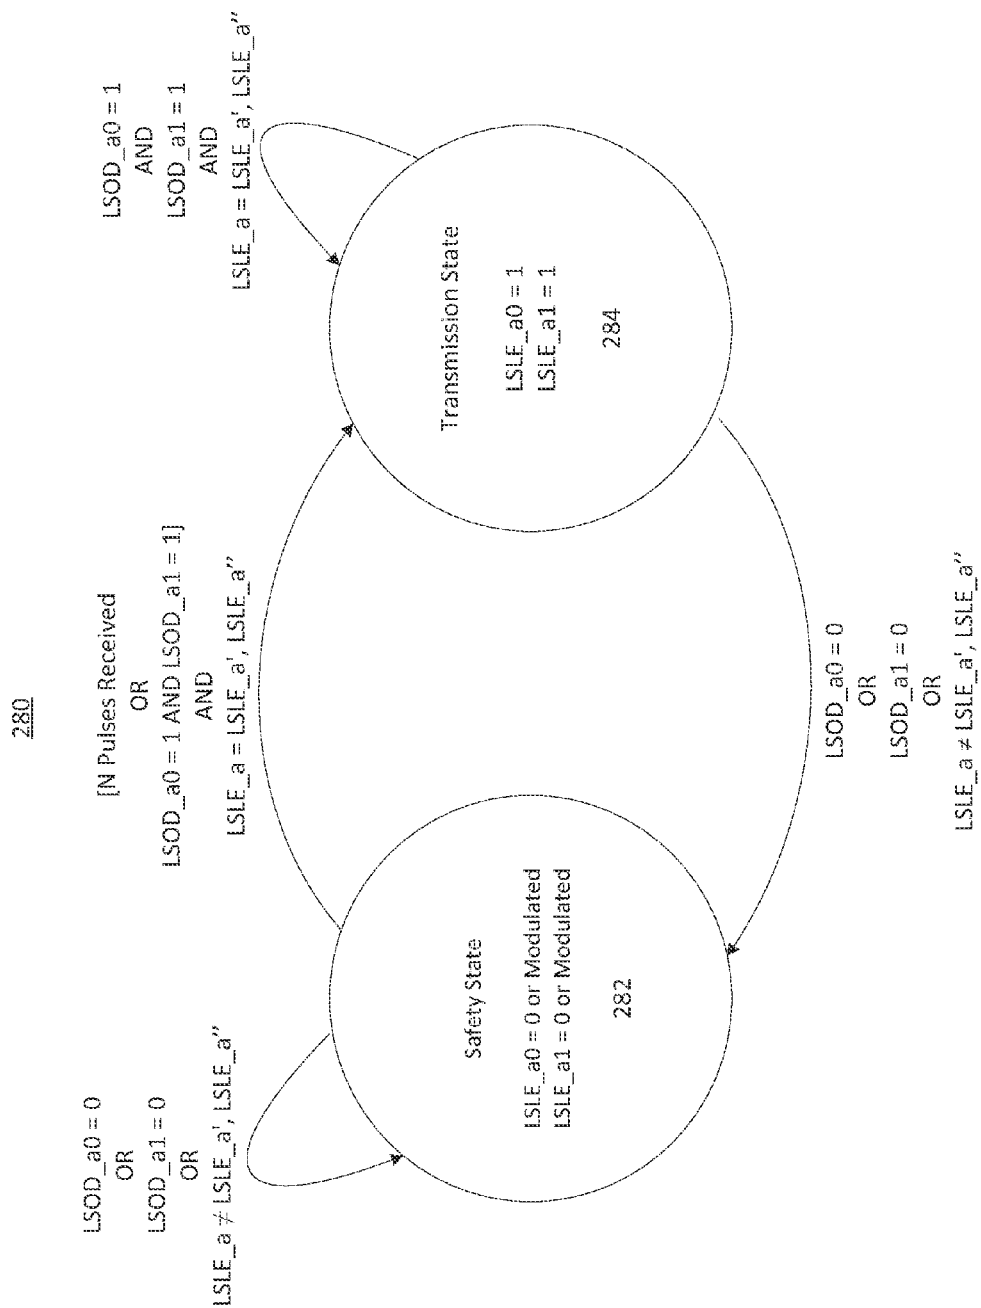 280
LSOD_a0 = 0
OR
LSOD_a1 = 0
OR
LSLE_a ≠ LSLE_a', LSLE_a''
[N Pulses Received
OR
LSOD_a0 = 1 AND LSOD_a1 = 1]
AND
LSLE_a = LSLE_a', LSLE_a''
LSOD_a0 = 1
AND
LSOD_a1 = 1
AND
LSLE_a = LSLE_a', LSLE_a''
Safety State
LSLE_a0 = 0 or Modulated
LSLE_a1 = 0 or Modulated
282
Transmission State
LSLE_a0 = 1
LSLE_a1 = 1
284
LSOD_a0 = 0
OR
LSOD_a1 = 0
OR
LSLE_a ≠ LSLE_a', LSLE_a''